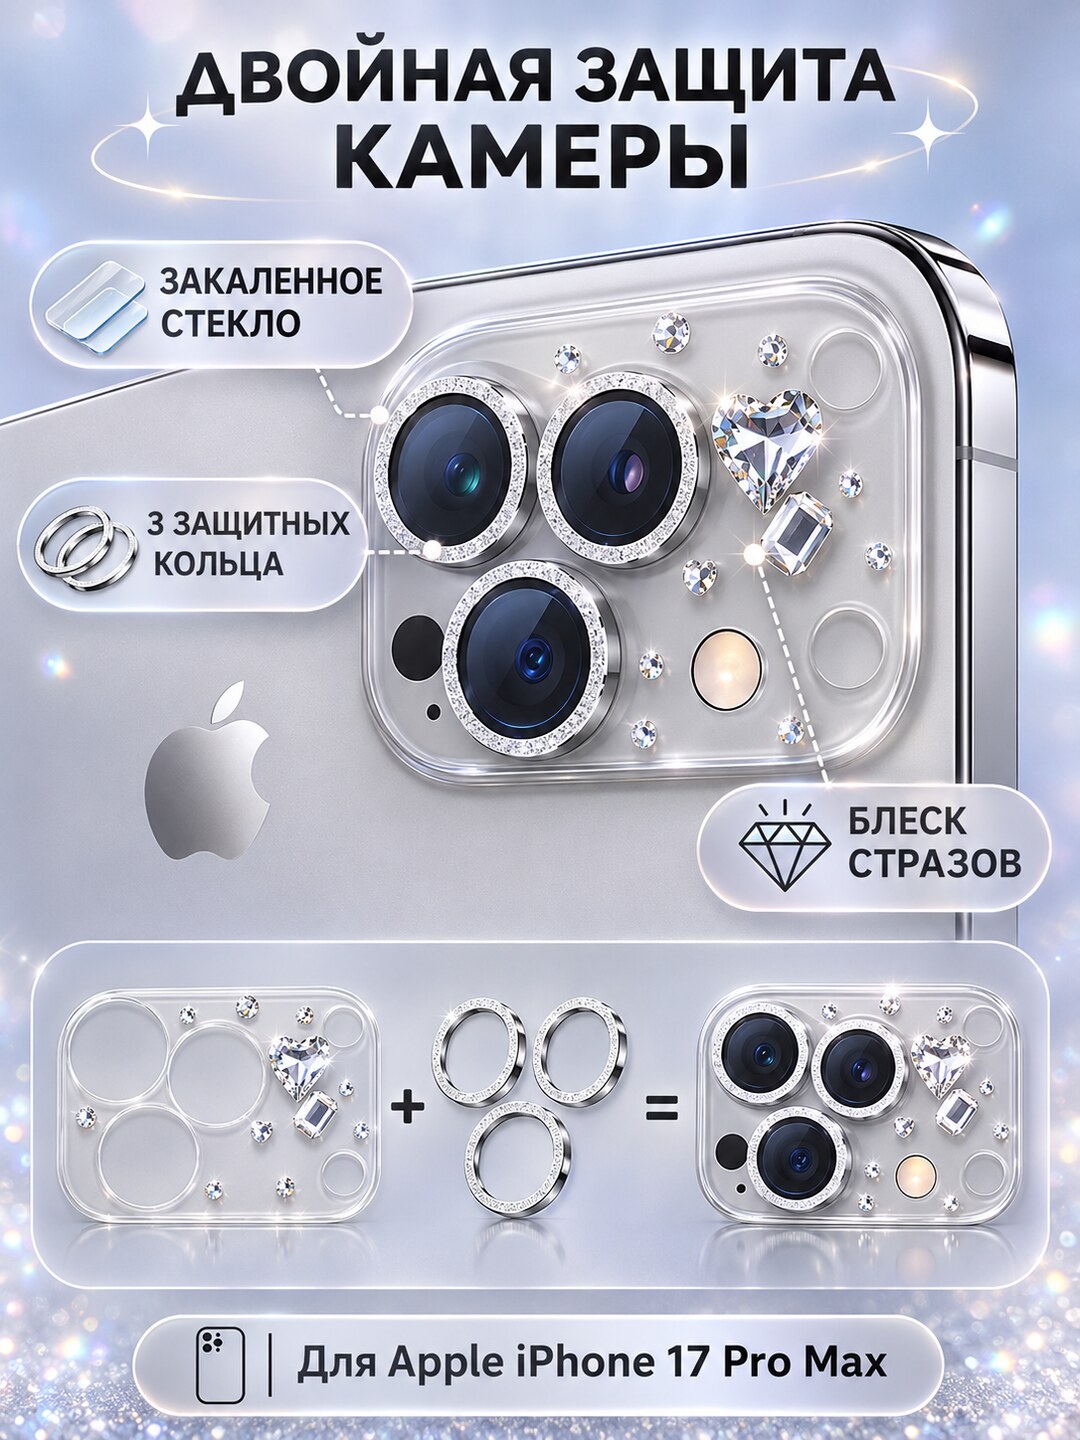 ДВОЙНАЯ ЗАЩИТА
КАМЕРЫ
ЗАКАЛЕННОЕ
СТЕКЛО
3 ЗАЩИТНЫХ
КОЛЬЦА
БЛЕСК
СТРАЗОВ
+
=
Для Apple iPhone 17 Pro Max